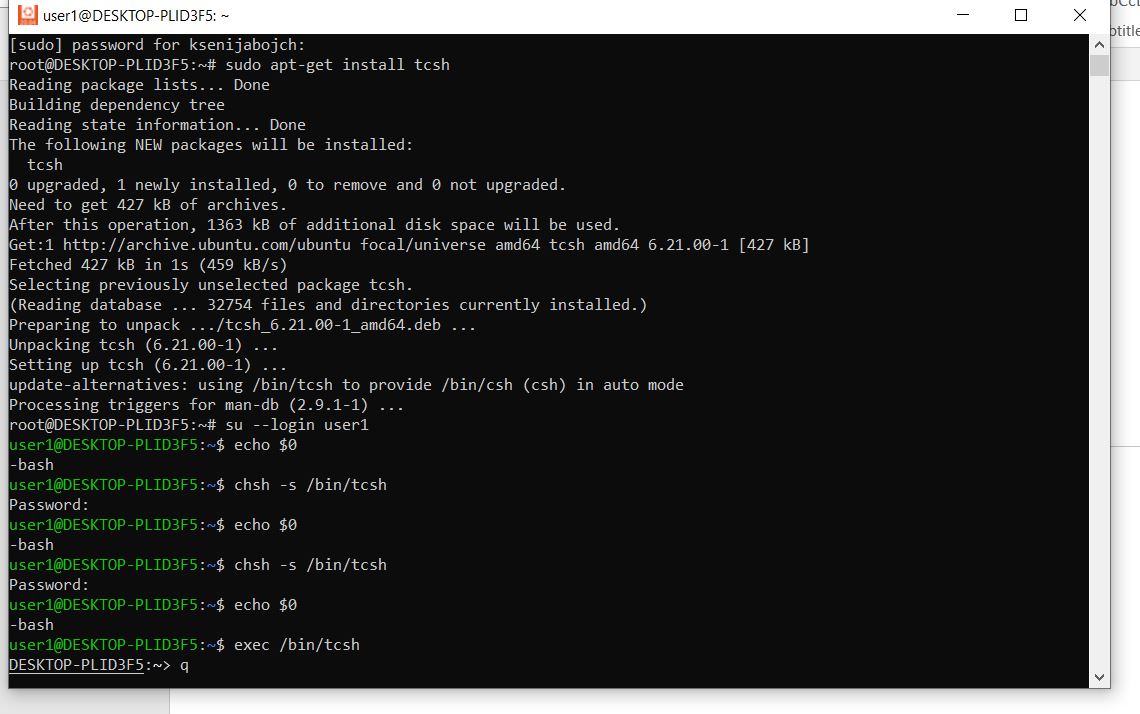 bCct
user1@DESKTOP-PLID3F5: ~
btitle
[sudo] password for ksenijabojch:
root@DESKTOP-PLID3F5:~# sudo apt-get install tcsh
Reading package lists... Done
Building dependency tree
Reading state information... Done
The following NEW packages will be installed:
  tcsh
0 upgraded, 1 newly installed, 0 to remove and 0 not upgraded.
Need to get 427 kB of archives.
After this operation, 1363 kB of additional disk space will be used.
Get:1 http://archive.ubuntu.com/ubuntu focal/universe amd64 tcsh amd64 6.21.00-1 [427 kB]
Fetched 427 kB in 1s (459 kB/s)
Selecting previously unselected package tcsh.
(Reading database ... 32754 files and directories currently installed.)
Preparing to unpack .../tcsh_6.21.00-1_amd64.deb ...
Unpacking tcsh (6.21.00-1) ...
Setting up tcsh (6.21.00-1) ...
update-alternatives: using /bin/tcsh to provide /bin/csh (csh) in auto mode
Processing triggers for man-db (2.9.1-1) ...
root@DESKTOP-PLID3F5:~# su --login user1
user1@DESKTOP-PLID3F5:~$ echo $0
-bash
user1@DESKTOP-PLID3F5:~$ chsh -s /bin/tcsh
Password:
user1@DESKTOP-PLID3F5:~$ echo $0
-bash
user1@DESKTOP-PLID3F5:~$ chsh -s /bin/tcsh
Password:
user1@DESKTOP-PLID3F5:~$ echo $0
-bash
user1@DESKTOP-PLID3F5:~$ exec /bin/tcsh
DESKTOP-PLID3F5:~> q